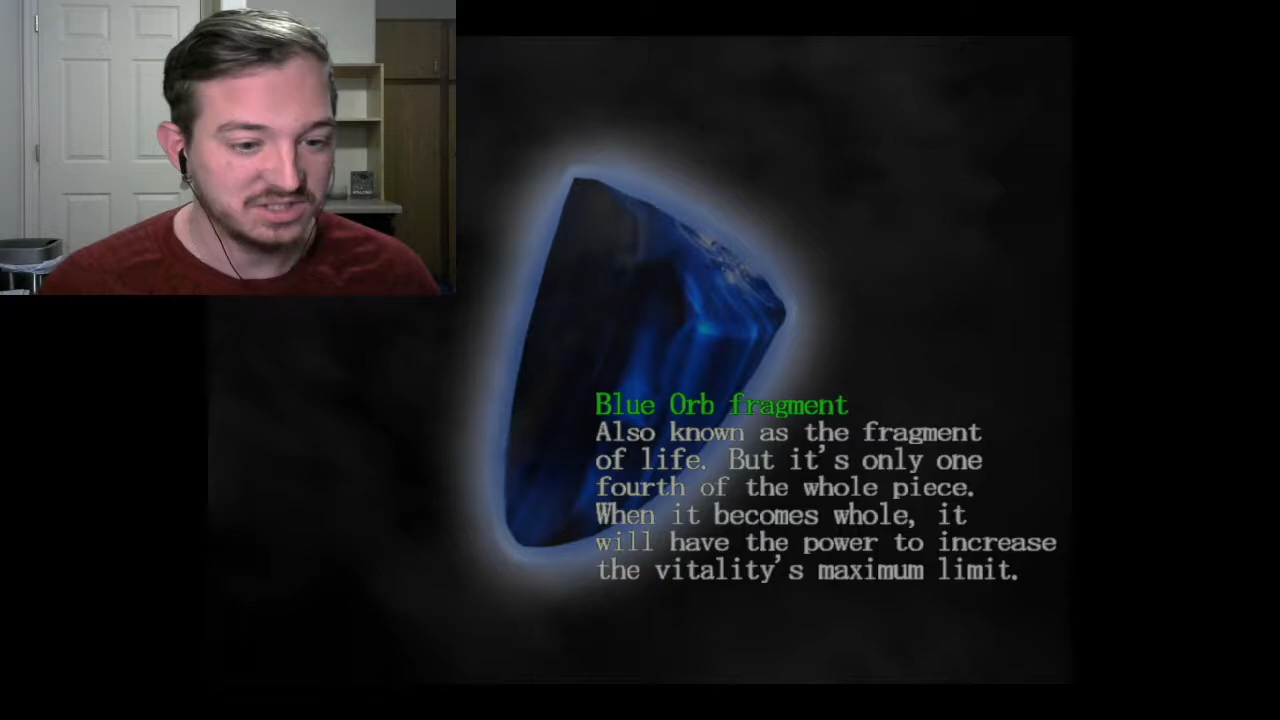 Blue Orb fragment
Also known as the fragment
of life. But it's only one
fourth of the whole piece.
When it becomes whole, it
will have the power to increase
the vitality's maximum limit.